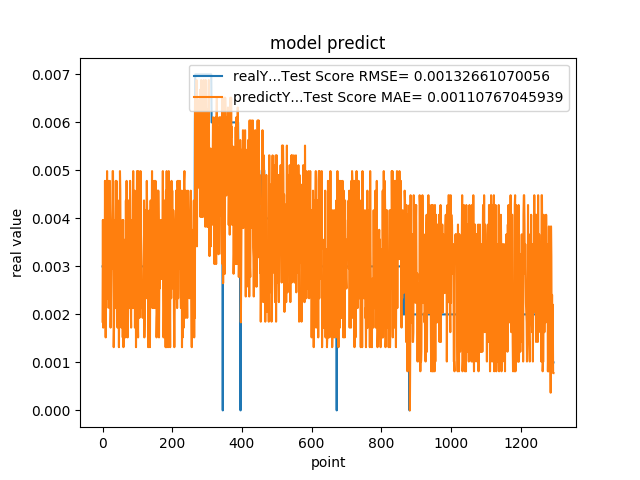 model predict
realY...Test Score RMSE= 0.00132661070056
predictY...Test Score MAE= 0.00110767045939
0.007
0.006
0.005
0.004
0.003
0.002
0.001
0.000
real value
0 200 400 600 800 1000 1200
point